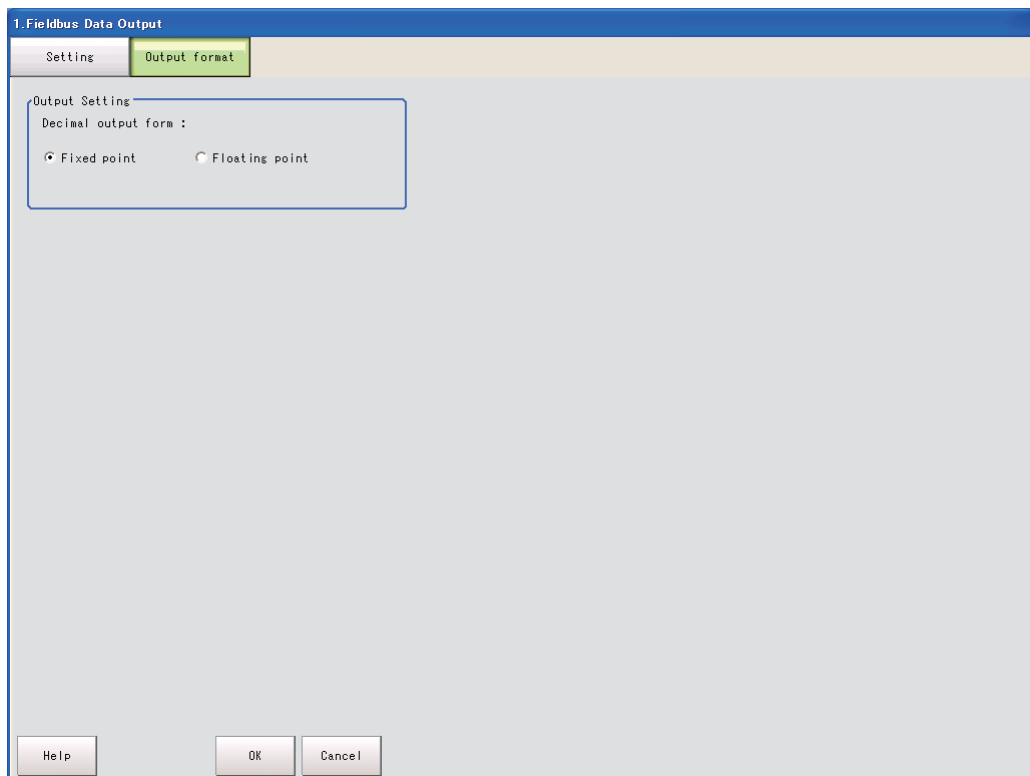 1.Fieldbus Data Output
Setting Output format
Output Setting
Decimal output form :
Fixed point Floating point
Help OK Cancel